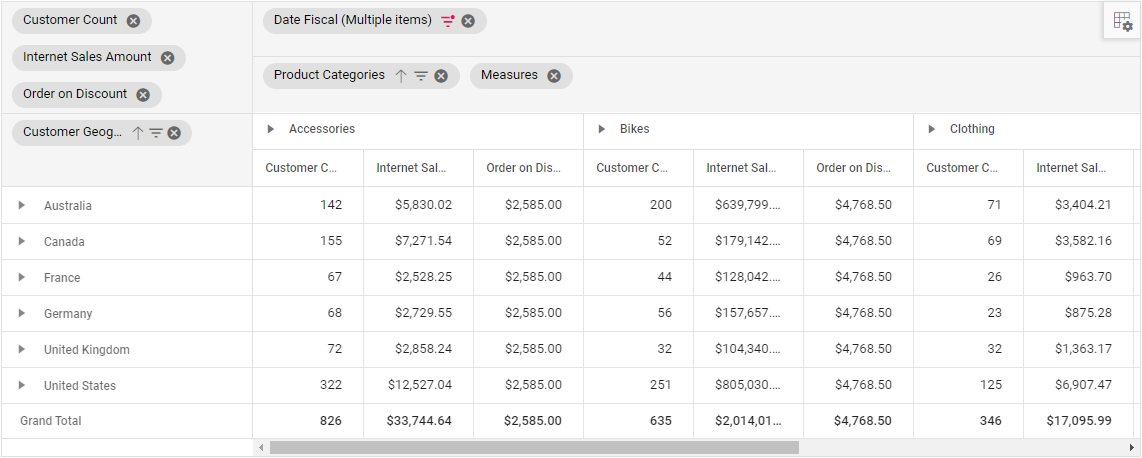 Customer Count
Date Fiscal (Multiple items)
Internet Sales Amount
Product Categories Measures
Order on Discount
Customer Geog...
Accessories Bikes Clothing
Customer C... Internet Sal... Order on Dis... Customer C... Internet Sal... Order on Dis... Customer C... Internet Sal...
Australia 142 $5,830.02 $2,585.00 200 $639,799.... $4,768.50 71 $3,404.21
Canada 155 $7,271.54 $2,585.00 52 $179,142.... $4,768.50 69 $3,582.16
France 67 $2,528.25 $2,585.00 44 $128,042.... $4,768.50 26 $963.70
Germany 68 $2,729.55 $2,585.00 56 $157,657.... $4,768.50 23 $875.28
United Kingdom 72 $2,858.24 $2,585.00 32 $104,340.... $4,768.50 32 $1,363.17
United States 322 $12,527.04 $2,585.00 251 $805,030.... $4,768.50 125 $6,907.47
Grand Total 826 $33,744.64 $2,585.00 635 $2,014,01... $4,768.50 346 $17,095.99